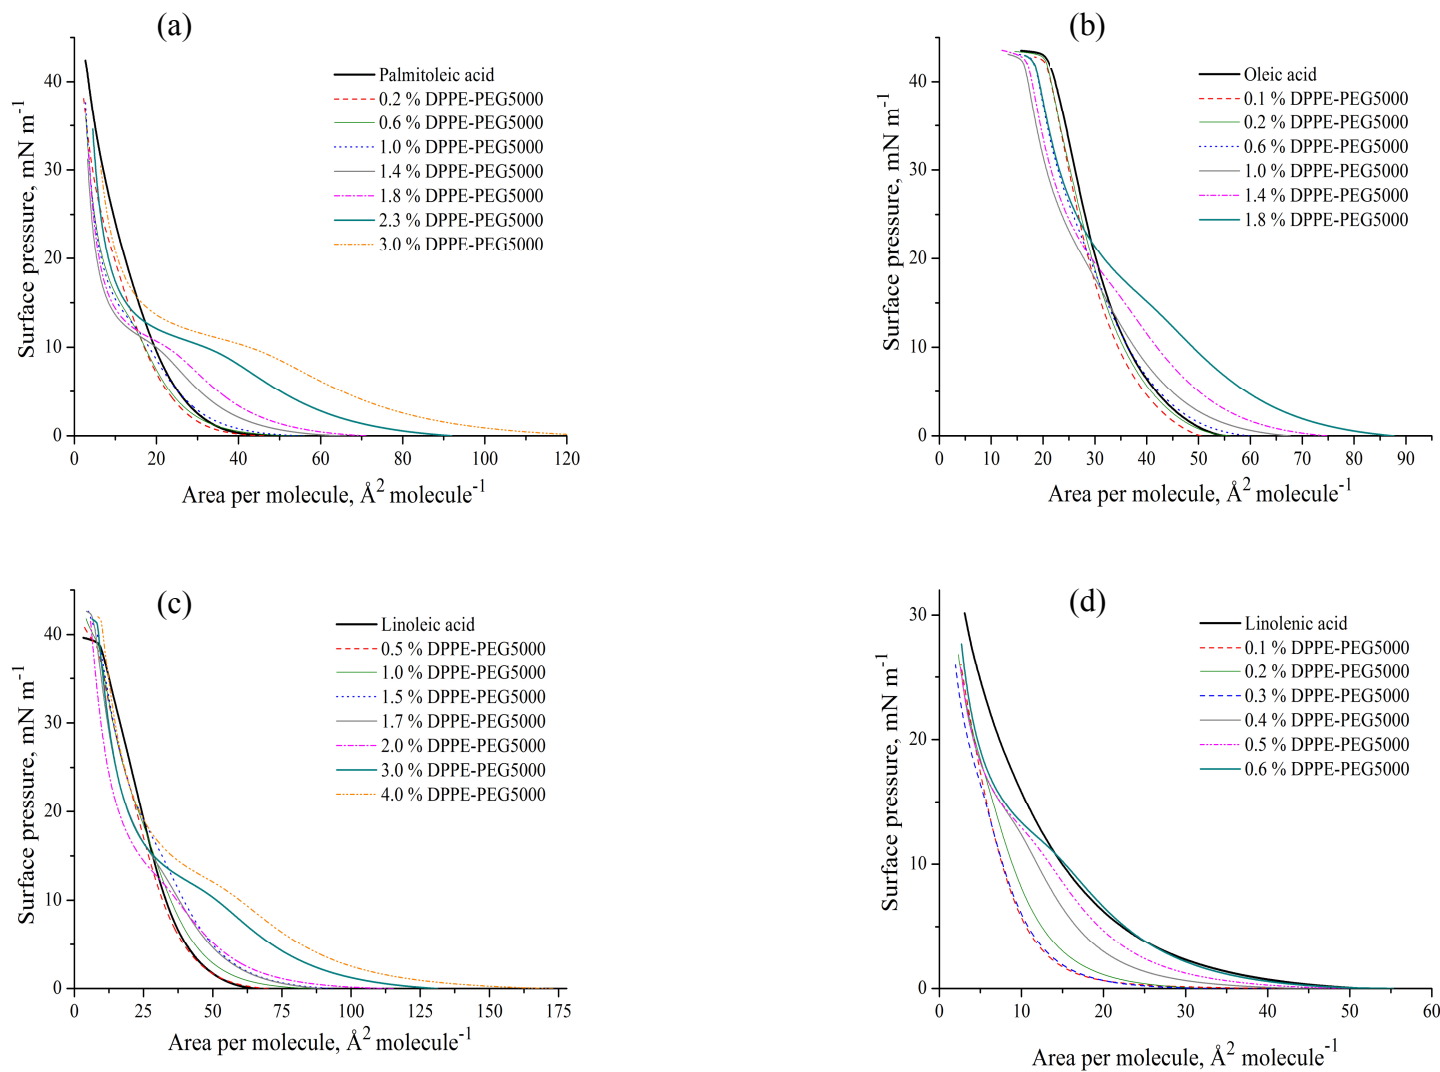 (a)
Surface pressure, mN m⁻¹
40
30
20
10
0
Palmitoleic acid
0.2 % DPPE-PEG5000
0.6 % DPPE-PEG5000
1.0 % DPPE-PEG5000
1.4 % DPPE-PEG5000
1.8 % DPPE-PEG5000
2.3 % DPPE-PEG5000
3.0 % DPPE-PEG5000
0 20 40 60 80 100 120
Area per molecule, Å² molecule⁻¹
(b)
Surface pressure, mN m⁻¹
40
30
20
10
0
Oleic acid
0.1 % DPPE-PEG5000
0.2 % DPPE-PEG5000
0.6 % DPPE-PEG5000
1.0 % DPPE-PEG5000
1.4 % DPPE-PEG5000
1.8 % DPPE-PEG5000
0 10 20 30 40 50 60 70 80 90
Area per molecule, Å² molecule⁻¹
(c)
Surface pressure, mN m⁻¹
40
30
20
10
0
Linoleic acid
0.5 % DPPE-PEG5000
1.0 % DPPE-PEG5000
1.5 % DPPE-PEG5000
1.7 % DPPE-PEG5000
2.0 % DPPE-PEG5000
3.0 % DPPE-PEG5000
4.0 % DPPE-PEG5000
0 25 50 75 100 125 150 175
Area per molecule, Å² molecule⁻¹
(d)
Surface pressure, mN m⁻¹
30
20
10
0
Linolenic acid
0.1 % DPPE-PEG5000
0.2 % DPPE-PEG5000
0.3 % DPPE-PEG5000
0.4 % DPPE-PEG5000
0.5 % DPPE-PEG5000
0.6 % DPPE-PEG5000
0 10 20 30 40 50 60
Area per molecule, Å² molecule⁻¹